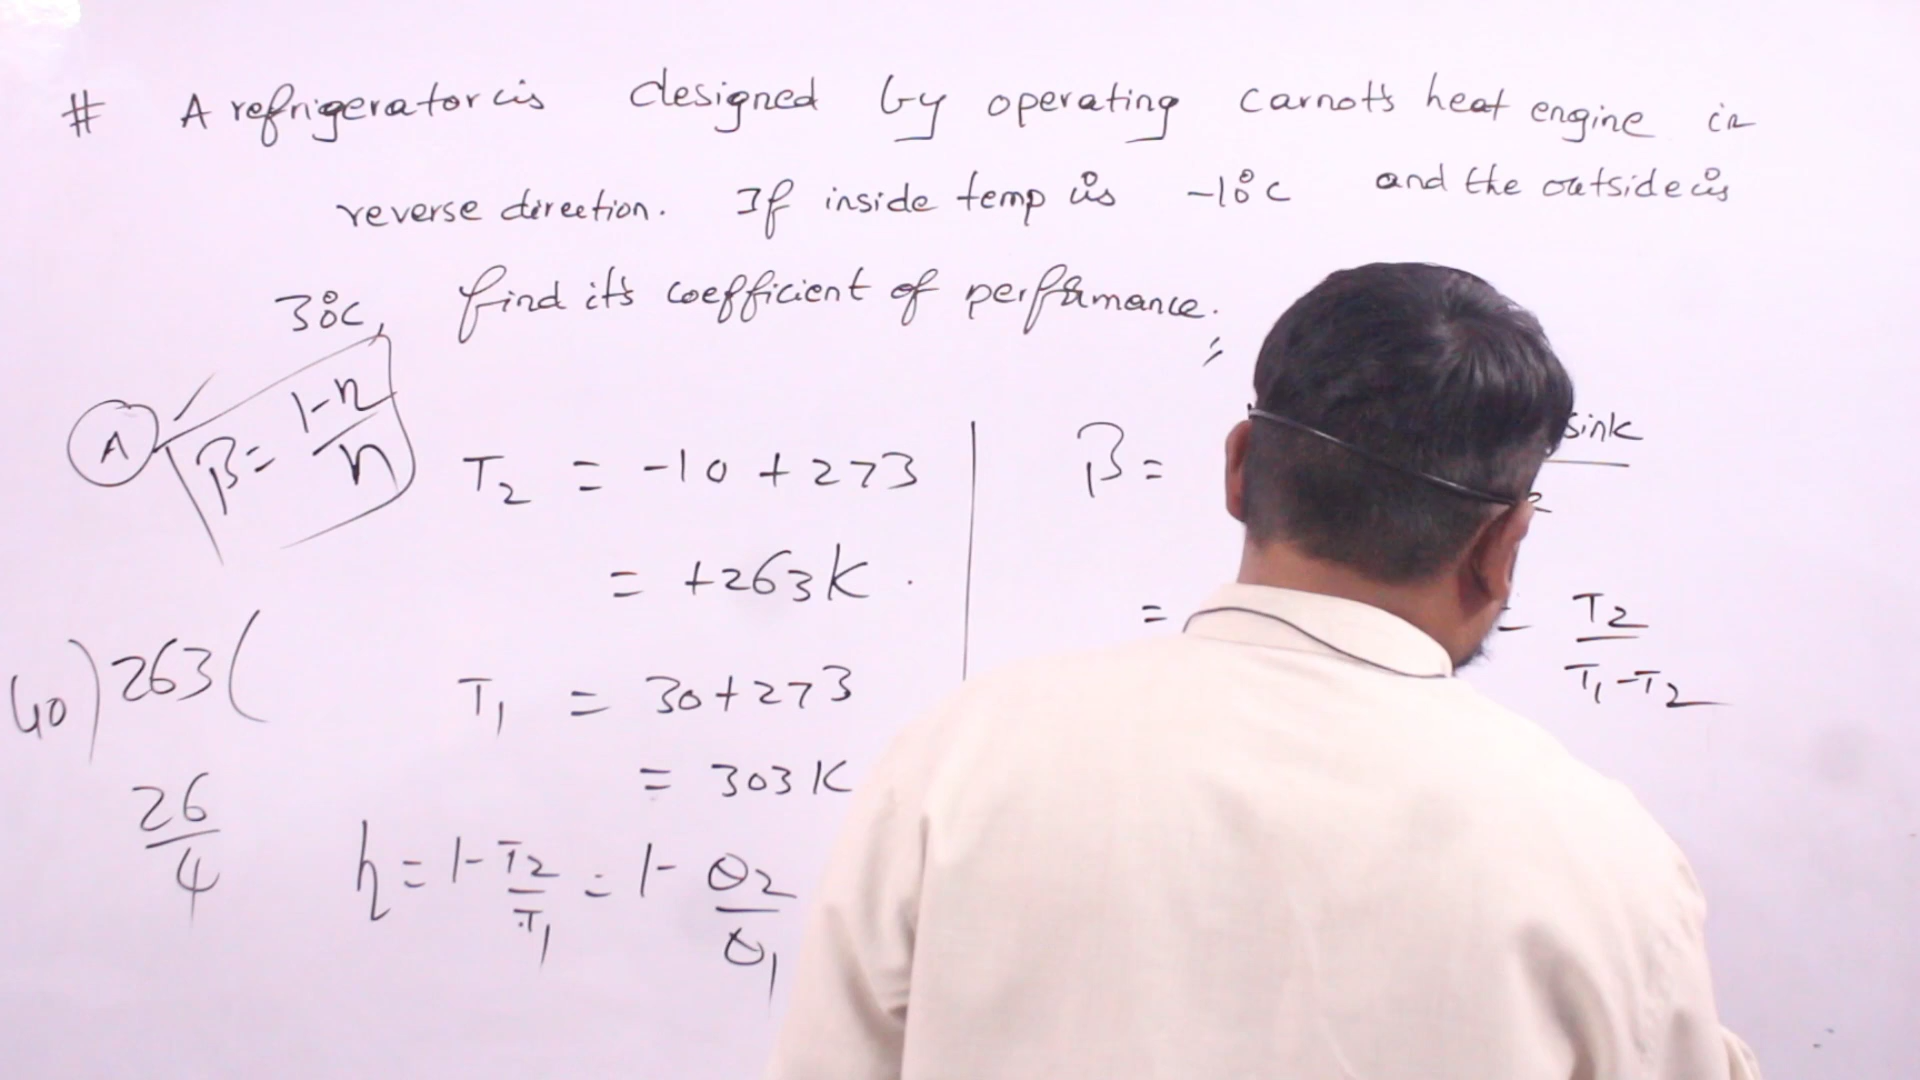 # A refrigerator is designed by operating carnot's heat engine in
reverse direction. If inside temp is -10°C and the outside is
30°C, find it's coefficient of performance.
A β = 1-η / η
T2 = -10 + 273
= +263K
T1 = 30+273
= 303K
η = 1- T2/T1 = 1- Q2/Q1
40)263(
26/4
β = sink
= T2 / T1-T2